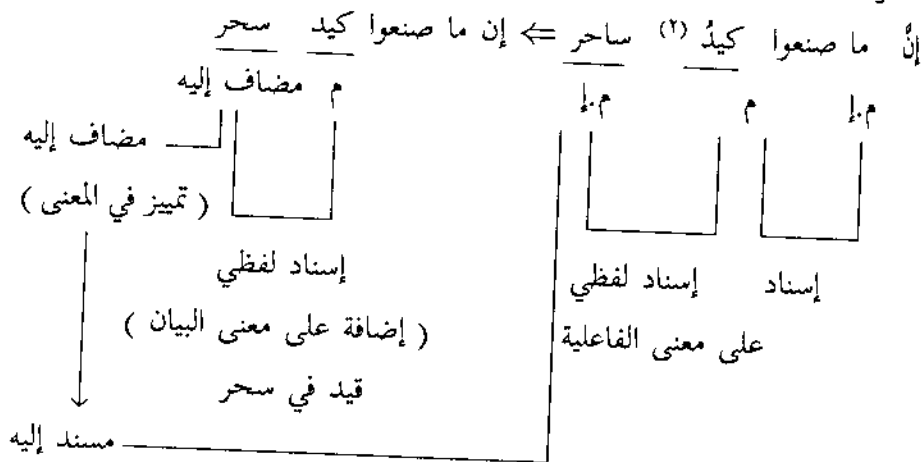 إنَّ ما صنعوا كيدُ (٢) ساحر ⇐ إن ما صنعوا كيد سحر
م.إ م م.إ م مضاف إليه
مضاف إليه
( تمييز في المعنى )
إسناد إسناد لفظي إسناد لفظي
على معنى الفاعلية ( إضافة على معنى البيان )
قيد في سحر
مسند إليه